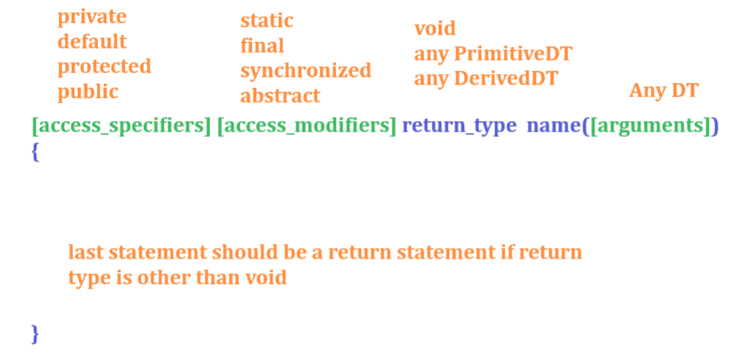 private
default
protected
public
static
final
synchronized
abstract
void
any PrimitiveDT
any DerivedDT
Any DT
[access_specifiers] [access_modifiers] return_type name([arguments])
{
last statement should be a return statement if return
type is other than void
}